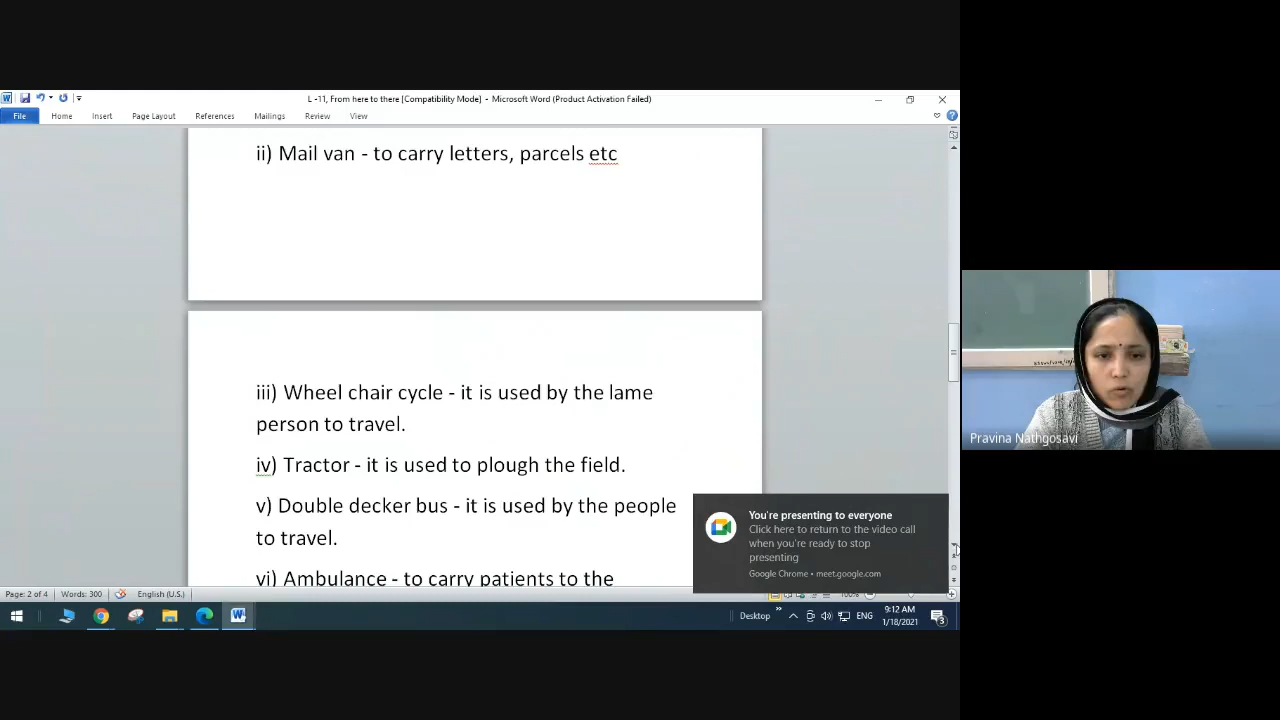 L -11, From here to there [Compatibility Mode] - Microsoft Word (Product Activation Failed)
File Home Insert Page Layout References Mailings Review View
ii) Mail van - to carry letters, parcels etc
iii) Wheel chair cycle - it is used by the lame
person to travel.
iv) Tractor - it is used to plough the field.
v) Double decker bus - it is used by the people
to travel.
vi) Ambulance - to carry patients to the
You're presenting to everyone
Click here to return to the video call
when you're ready to stop
presenting
Google Chrome • meet.google.com
Pravina Nathgosavi
Page: 2 of 4 Words: 300 English (U.S.) 100%
Desktop ENG 9:12 AM
1/18/2021
3